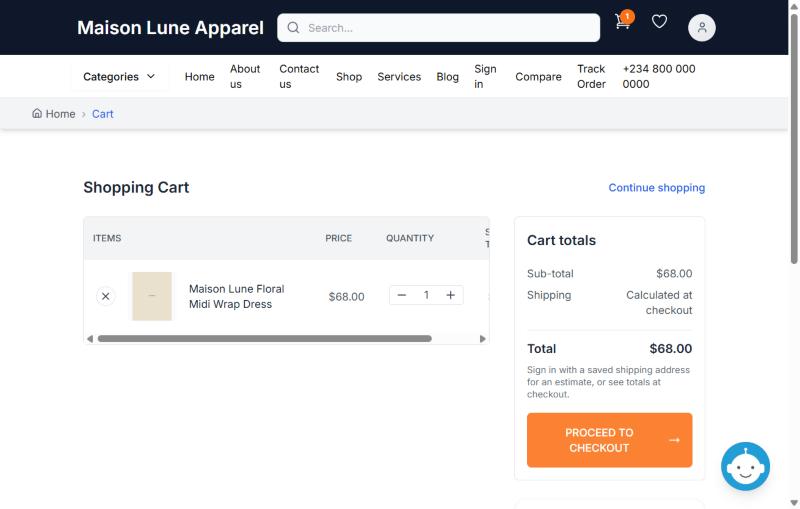 Maison Lune Apparel
Search...
1
Categories
Home
About us
Contact us
Shop
Services
Blog
Sign in
Compare
Track Order
+234 800 000 0000
Home
Cart
Shopping Cart
Continue shopping
ITEMS
PRICE
QUANTITY
Maison Lune Floral
Midi Wrap Dress
$68.00
1
Cart totals
Sub-total
$68.00
Shipping
Calculated at
checkout
Total
$68.00
Sign in with a saved shipping address
for an estimate, or see totals at
checkout.
PROCEED TO
CHECKOUT